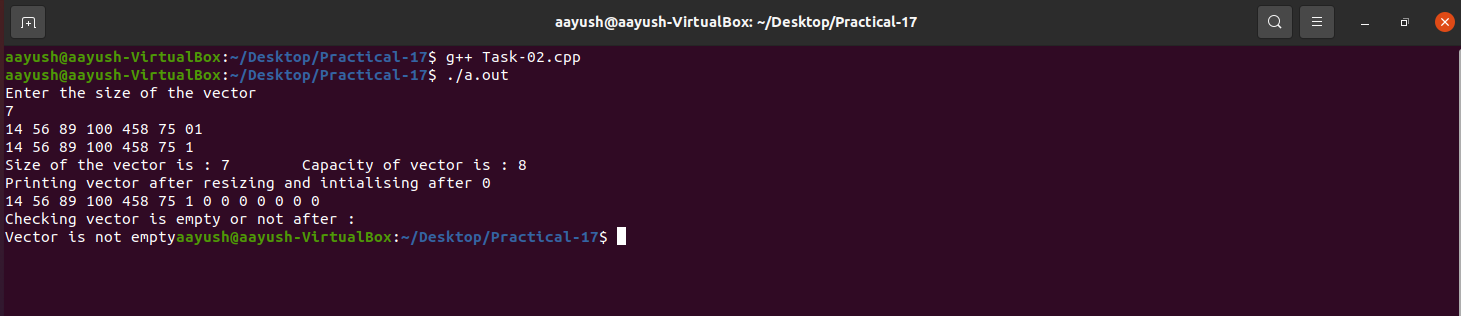 aayush@aayush-VirtualBox: ~/Desktop/Practical-17
aayush@aayush-VirtualBox:~/Desktop/Practical-17$ g++ Task-02.cpp
aayush@aayush-VirtualBox:~/Desktop/Practical-17$ ./a.out
Enter the size of the vector
7
14 56 89 100 458 75 01
14 56 89 100 458 75 1
Size of the vector is : 7        Capacity of vector is : 8
Printing vector after resizing and intialising after 0
14 56 89 100 458 75 1 0 0 0 0 0 0 0
Checking vector is empty or not after :
Vector is not emptyaayush@aayush-VirtualBox:~/Desktop/Practical-17$